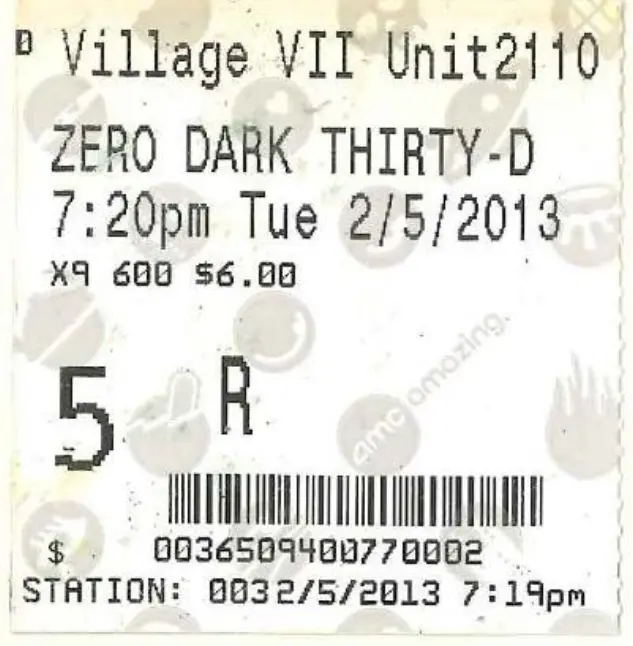 0 Village VII Unit2110
ZERO DARK THIRTY-D
7:20pm Tue 2/5/2013
X9 600 $6.00
5 R
amc amazing.
$ 0036509400770002
STATION: 0032/5/2013 7:19pm